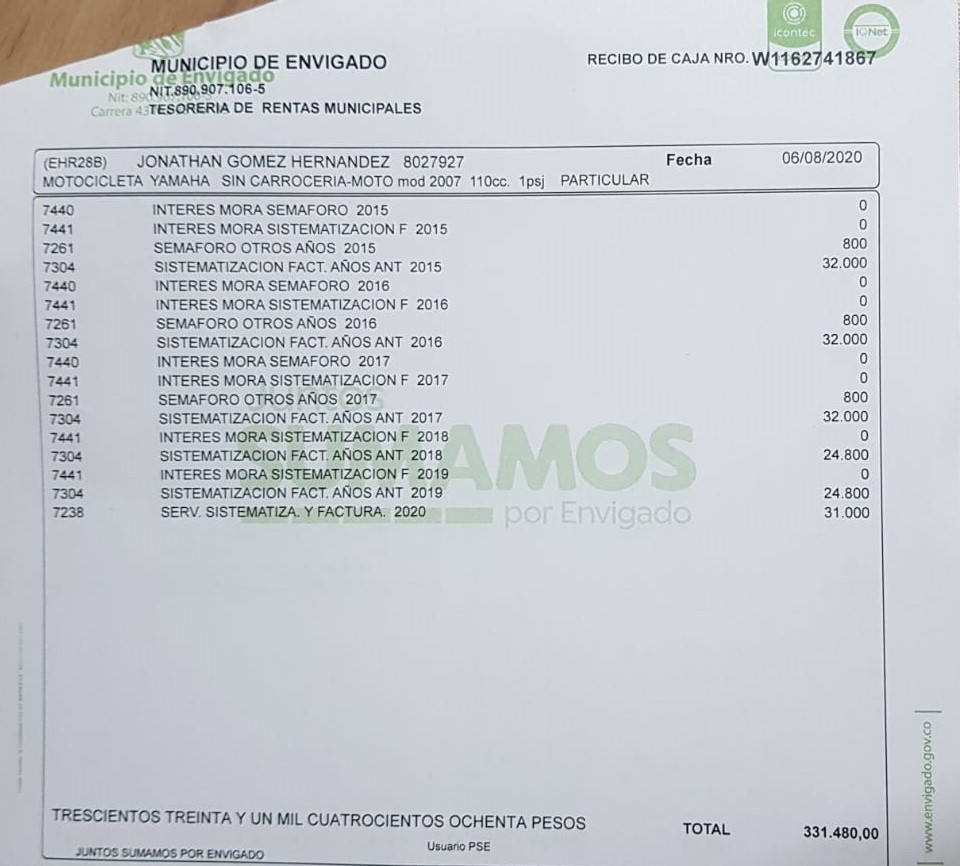 icontec
IQNet
Municipio de Envigado
MUNICIPIO DE ENVIGADO
RECIBO DE CAJA NRO. W1162741867
NIT.890.907.106-5
Carrera 43
TESORERIA DE RENTAS MUNICIPALES
(EHR28B) JONATHAN GOMEZ HERNANDEZ 8027927 Fecha 06/08/2020
MOTOCICLETA YAMAHA SIN CARROCERIA-MOTO mod 2007 110cc. 1psj PARTICULAR
7440 INTERES MORA SEMAFORO 2015 0
7441 INTERES MORA SISTEMATIZACION F 2015 0
7261 SEMAFORO OTROS AÑOS 2015 800
7304 SISTEMATIZACION FACT. AÑOS ANT 2015 32.000
7440 INTERES MORA SEMAFORO 2016 0
7441 INTERES MORA SISTEMATIZACION F 2016 0
7261 SEMAFORO OTROS AÑOS 2016 800
7304 SISTEMATIZACION FACT. AÑOS ANT 2016 32.000
7440 INTERES MORA SEMAFORO 2017 0
7441 INTERES MORA SISTEMATIZACION F 2017 0
7261 SEMAFORO OTROS AÑOS 2017 800
7304 SISTEMATIZACION FACT. AÑOS ANT 2017 32.000
7441 INTERES MORA SISTEMATIZACION F 2018 0
7304 SISTEMATIZACION FACT. AÑOS ANT 2018 24.800
7441 INTERES MORA SISTEMATIZACION F 2019 0
7304 SISTEMATIZACION FACT. AÑOS ANT 2019 24.800
7238 SERV. SISTEMATIZA. Y FACTURA. 2020 31.000
Juntos
SUMAMOS
por Envigado
TRESCIENTOS TREINTA Y UN MIL CUATROCIENTOS OCHENTA PESOS TOTAL 331.480,00
JUNTOS SUMAMOS POR ENVIGADO Usuario PSE
www.envigado.gov.co